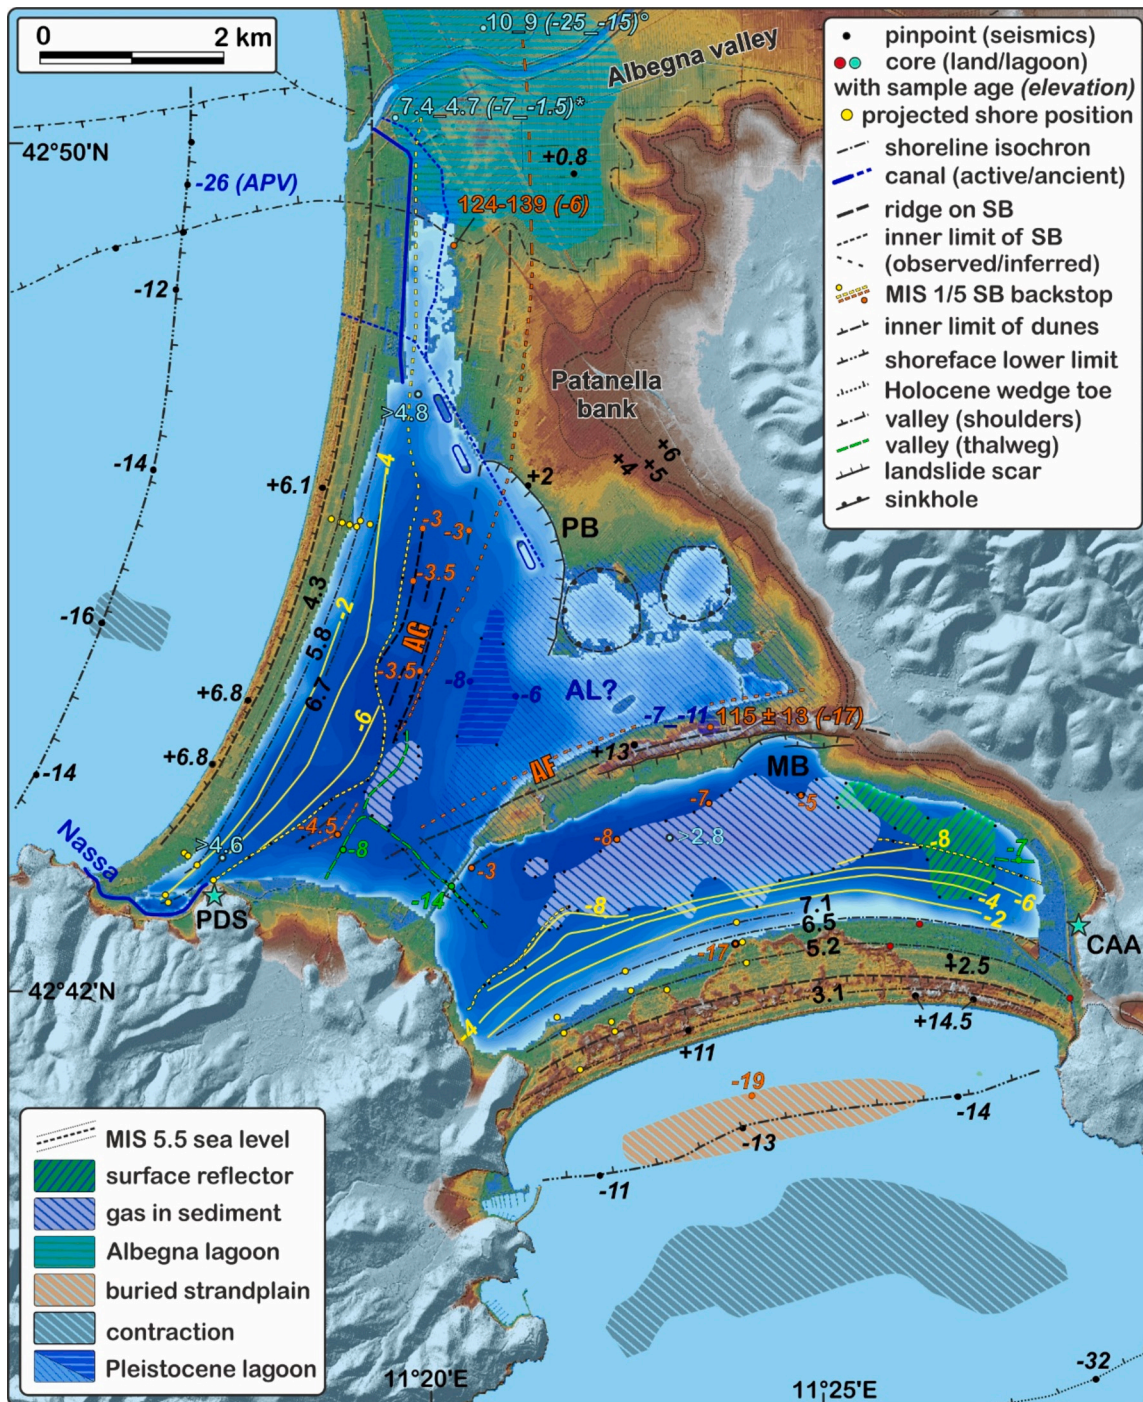 0 2 km
.10_9 (-25_-15)°
Albegna valley
7.4_4.7 (-7_-1.5)*
42°50'N
+0.8
-26 (APV)
124-139 (-6)
-12
Patanella
bank
>4.8
-14
-4
+6
+5
+4
+6.1
+2
-3
-3
PB
-3.5
4.3
-2
-16
5.8
AG
6.7
-3.5
-8
-6
AL?
+6.8
-6
-7_-11
115 ± 13 (-17)
+13
+6.8
-14
AF
MB
-7
-5
Nassa
>4.6
-4.5
-8
-8
>2.8
-8
-7
-3
-14
PDS
-8
-4
-6
-2
7.1
6.5
5.2
CAA
-17
+2.5
42°42'N
3.1
-4
+14.5
+11
-19
-14
-13
-11
11°20'E
11°25'E
-32
pinpoint (seismics)
core (land/lagoon)
with sample age (elevation)
projected shore position
shoreline isochron
canal (active/ancient)
ridge on SB
inner limit of SB
(observed/inferred)
MIS 1/5 SB backstop
inner limit of dunes
shoreface lower limit
Holocene wedge toe
valley (shoulders)
valley (thalweg)
landslide scar
sinkhole
MIS 5.5 sea level
surface reflector
gas in sediment
Albegna lagoon
buried strandplain
contraction
Pleistocene lagoon